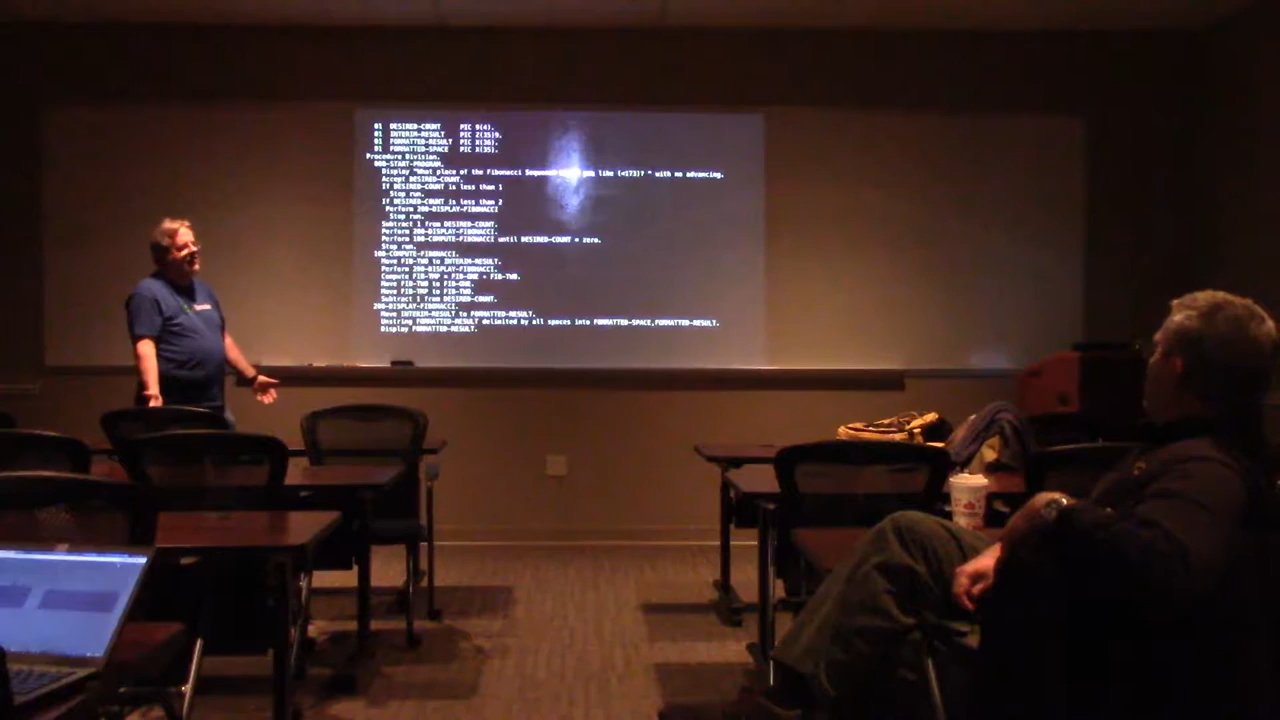 01 DESIRED-COUNT PIC 9(4).
01 INTERIM-RESULT PIC Z(35)9.
01 FORMATTED-RESULT PIC X(36).
01 FORMATTED-SPACE PIC X(35).
Procedure Division.
000-START-PROGRAM.
Display "What place of the Fibonacci Sequence you like (<173)? " with no advancing.
Accept DESIRED-COUNT.
If DESIRED-COUNT is less than 1
Stop run.
If DESIRED-COUNT is less than 2
Perform 200-DISPLAY-FIBONACCI
Stop run.
Subtract 1 from DESIRED-COUNT.
Perform 200-DISPLAY-FIBONACCI.
Perform 100-COMPUTE-FIBONACCI until DESIRED-COUNT = zero.
Stop run.
100-COMPUTE-FIBONACCI.
Move FIB-TWO to INTERIM-RESULT.
Perform 200-DISPLAY-FIBONACCI.
Compute FIB-TMP = FIB-ONE + FIB-TWO.
Move FIB-TWO to FIB-ONE.
Move FIB-TMP to FIB-TWO.
Subtract 1 from DESIRED-COUNT.
200-DISPLAY-FIBONACCI.
Move INTERIM-RESULT to FORMATTED-RESULT.
Unstring FORMATTED-RESULT delimited by all spaces into FORMATTED-SPACE,FORMATTED-RESULT.
Display FORMATTED-RESULT.